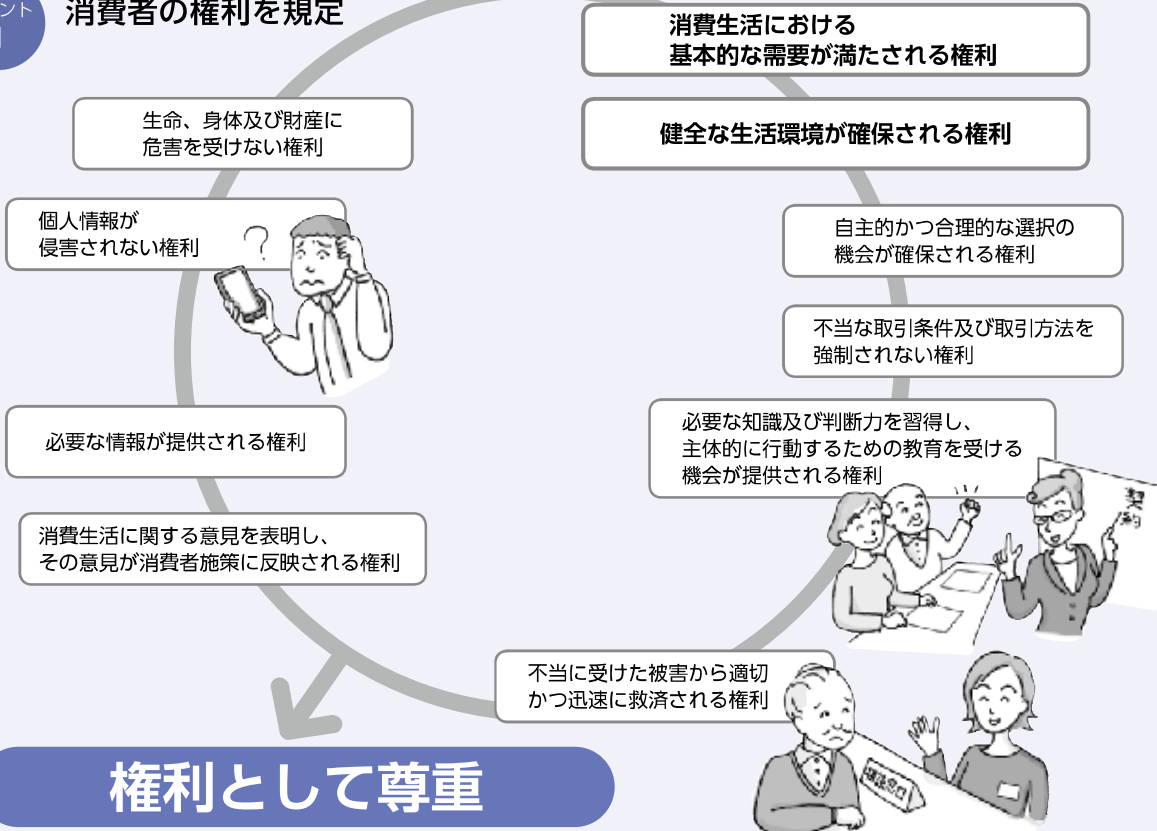 ント
消費者の権利を規定
消費生活における
基本的な需要が満たされる権利
健全な生活環境が確保される権利
生命、身体及び財産に
危害を受けない権利
個人情報が
侵害されない権利
?
自主的かつ合理的な選択の
機会が確保される権利
不当な取引条件及び取引方法を
強制されない権利
必要な情報が提供される権利
必要な知識及び判断力を習得し、
主体的に行動するための教育を受ける
機会が提供される権利
契約
消費生活に関する意見を表明し、
その意見が消費者施策に反映される権利
不当に受けた被害から適切
かつ迅速に救済される権利
相談窓口
権利として尊重